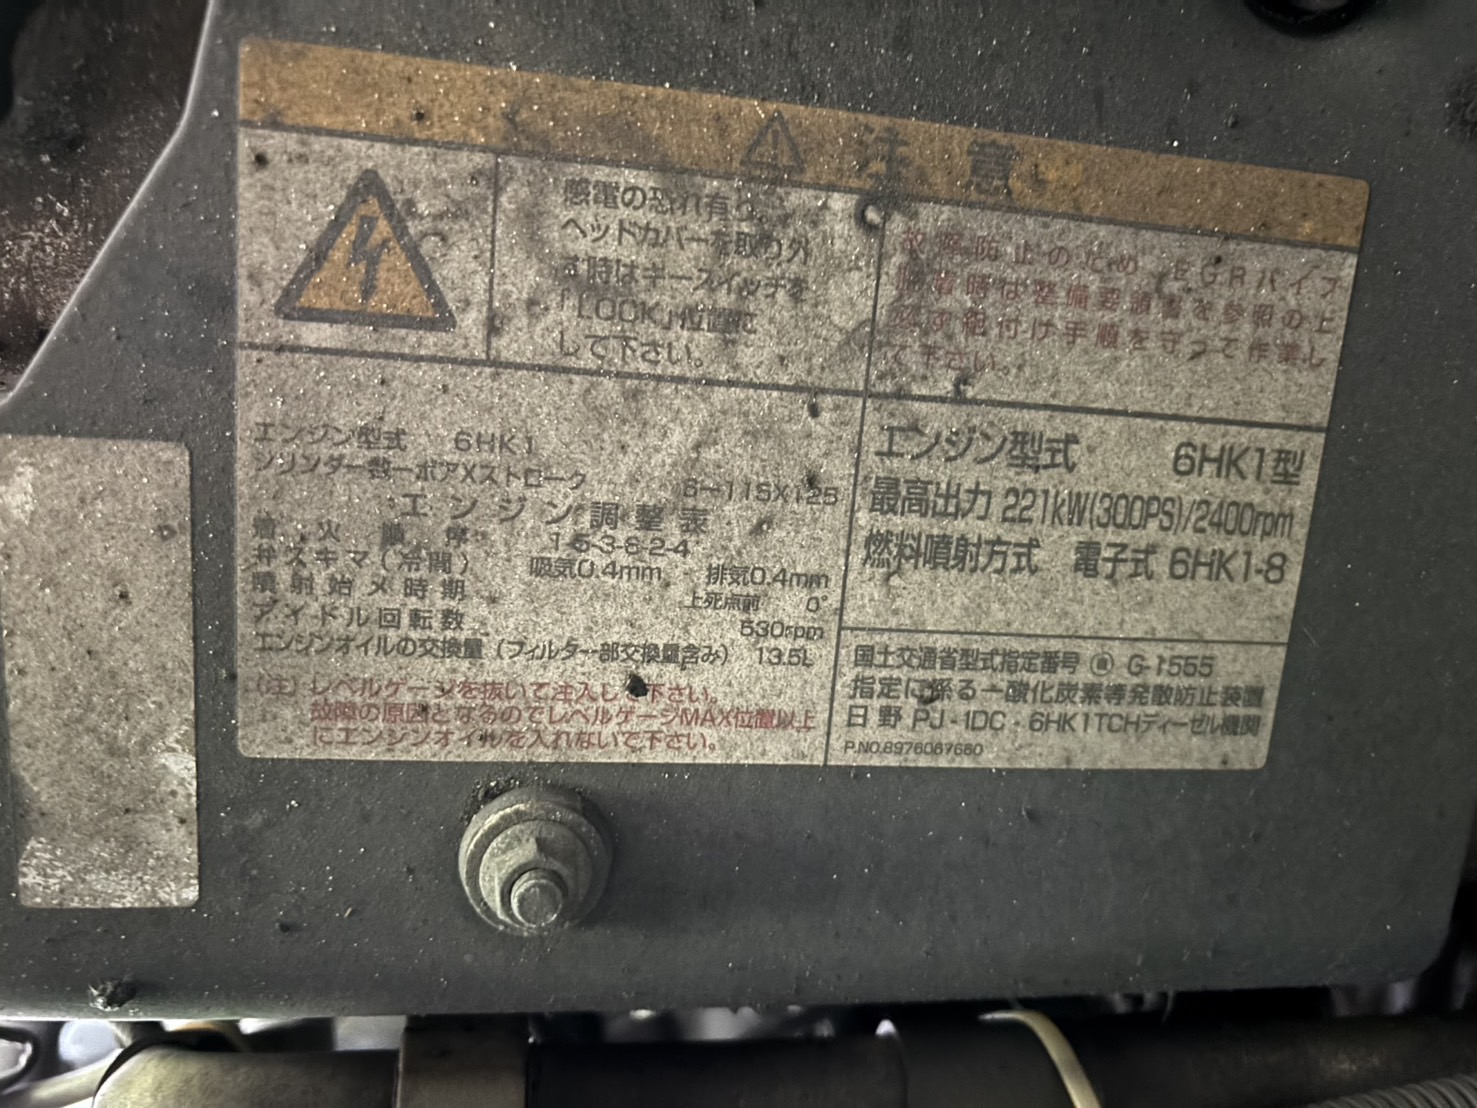 ⚠ 注意
感電の恐れ有り。
ヘッドカバーを取り外
す時はキースイッチを
「LOCK」位置に
して下さい。
故障防止のため、EGRパイプ
脱着時は整備要領書を参照の上
必ず組付け手順を守って作業し
て下さい。
エンジン型式 6HK1
シリンダー数ーボアXストローク 6ー115X125
エンジン調整表
着火順序 1-5-3-6-2-4
弁スキマ(冷間) 吸気0.4mm 排気0.4mm
噴射始メ時期 上死点前 0°
アイドル回転数 530rpm
エンジンオイルの交換量(フィルター部交換量含み) 13.5L
(注)レベルゲージを抜いて注入して下さい。
故障の原因となるのでレベルゲージMAX位置以上
にエンジンオイルを入れないで下さい。
エンジン型式 6HK1型
最高出力 221kW(300PS)/2400rpm
燃料噴射方式 電子式 6HK1-8
国土交通省型式指定番号 G-1555
指定に係る一酸化炭素等発散防止装置
日野 PJ-1DC・6HK1TCHディーゼル機関
P.NO.8976087660